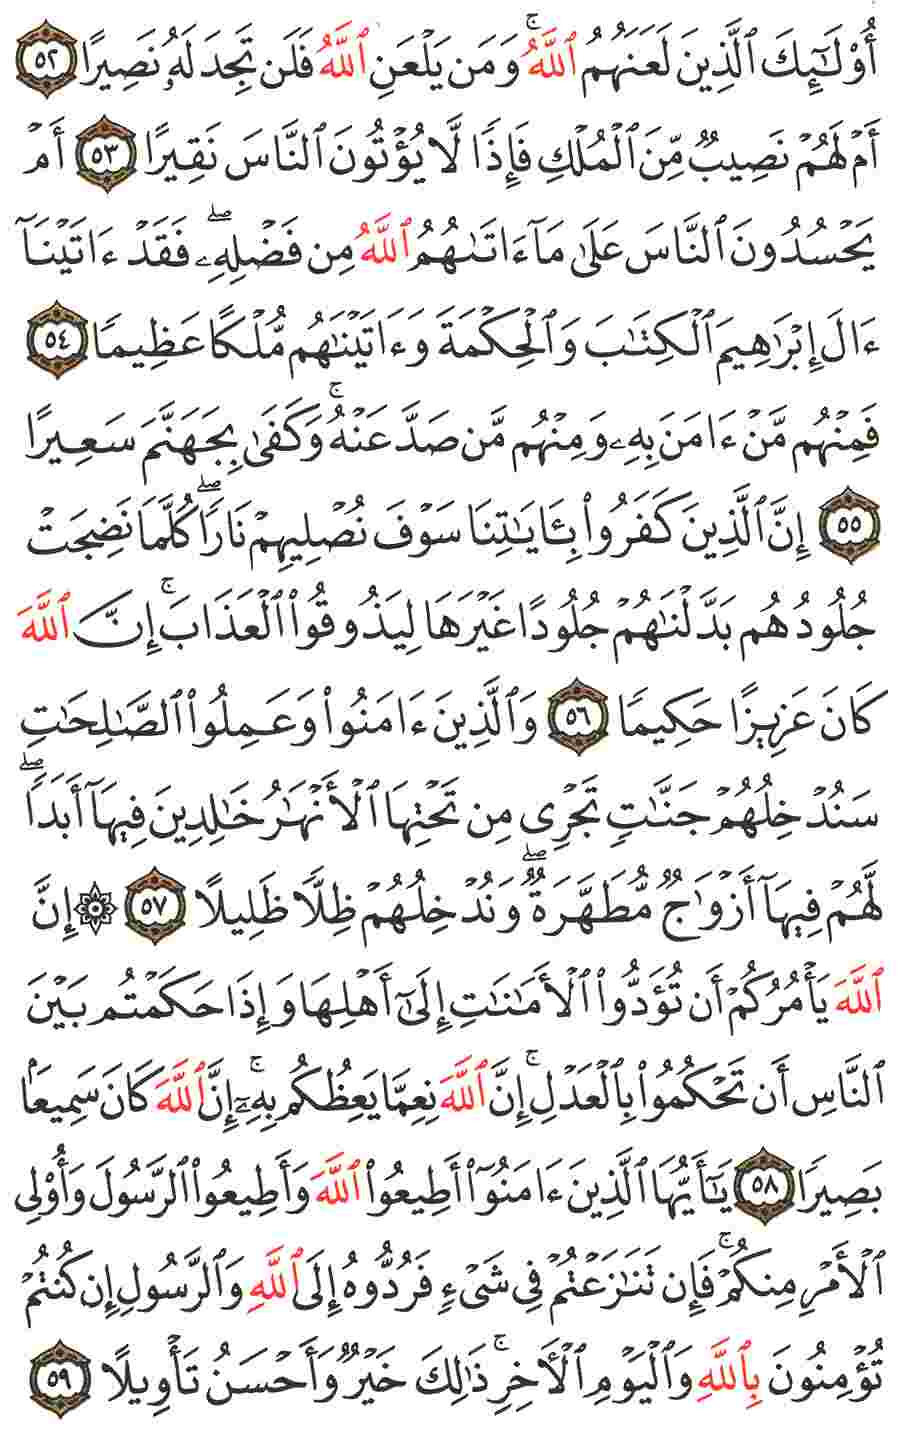 أُوْلَٰٓئِكَ ٱلَّذِينَ لَعَنَهُمُ ٱللَّهُۖ وَمَن يَلۡعَنِ ٱللَّهُ فَلَن تَجِدَ لَهُۥ نَصِيرًا ٥٢
أَمۡ لَهُمۡ نَصِيبٞ مِّنَ ٱلۡمُلۡكِ فَإِذٗا لَّا يُؤۡتُونَ ٱلنَّاسَ نَقِيرًا ٥٣ أَمۡ
يَحۡسُدُونَ ٱلنَّاسَ عَلَىٰ مَآ ءَاتَىٰهُمُ ٱللَّهُ مِن فَضۡلِهِۦۖ فَقَدۡ ءَاتَيۡنَآ
ءَالَ إِبۡرَٰهِيمَ ٱلۡكِتَٰبَ وَٱلۡحِكۡمَةَ وَءَاتَيۡنَٰهُم مُّلۡكًا عَظِيمٗا ٥٤
فَمِنۡهُم مَّنۡ ءَامَنَ بِهِۦ وَمِنۡهُم مَّن صَدَّ عَنۡهُۚ وَكَفَىٰ بِجَهَنَّمَ سَعِيرًا
٥٥ إِنَّ ٱلَّذِينَ كَفَرُواْ بِـَٔايَٰتِنَا سَوۡفَ نُصۡلِيهِمۡ نَارٗاۖ كُلَّمَا نَضِجَتۡ
جُلُودُهُم بَدَّلۡنَٰهُمۡ جُلُودًا غَيۡرَهَا لِيَذُوقُواْ ٱلۡعَذَابَۚ إِنَّ ٱللَّهَ
كَانَ عَزِيزًا حَكِيمٗا ٥٦ وَٱلَّذِينَ ءَامَنُواْ وَعَمِلُواْ ٱلصَّٰلِحَٰتِ
سَنُدۡخِلُهُمۡ جَنَّٰتٖ تَجۡرِي مِن تَحۡتِهَا ٱلۡأَنۡهَٰرُ خَٰلِدِينَ فِيهَآ أَبَدٗاۖ
لَّهُمۡ فِيهَآ أَزۡوَٰجٞ مُّطَهَّرَةٞۖ وَنُدۡخِلُهُمۡ ظِلّٗا ظَلِيلًا ٥٧ ۞ إِنَّ
ٱللَّهَ يَأۡمُرُكُمۡ أَن تُؤَدُّواْ ٱلۡأَمَٰنَٰتِ إِلَىٰٓ أَهۡلِهَا وَإِذَا حَكَمۡتُم بَيۡنَ
ٱلنَّاسِ أَن تَحۡكُمُواْ بِٱلۡعَدۡلِۚ إِنَّ ٱللَّهَ نِعِمَّا يَعِظُكُم بِهِۦٓۚ إِنَّ ٱللَّهَ كَانَ سَمِيعَۢا
بَصِيرٗا ٥٨ يَٰٓأَيُّهَا ٱلَّذِينَ ءَامَنُوٓاْ أَطِيعُواْ ٱللَّهَ وَأَطِيعُواْ ٱلرَّسُولَ وَأُوْلِي
ٱلۡأَمۡرِ مِنكُمۡۚ فَإِن تَنَٰزَعۡتُمۡ فِي شَيۡءٖ فَرُدُّوهُ إِلَى ٱللَّهِ وَٱلرَّسُولِ إِن كُنتُمۡ
تُؤۡمِنُونَ بِٱللَّهِ وَٱلۡيَوۡمِ ٱلۡأٓخِرِۚ ذَٰلِكَ خَيۡرٞ وَأَحۡسَنُ تَأۡوِيلًا ٥٩